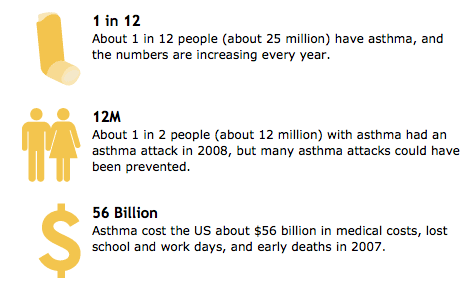 1 in 12
About 1 in 12 people (about 25 million) have asthma, and
the numbers are increasing every year.
12M
About 1 in 2 people (about 12 million) with asthma had an
asthma attack in 2008, but many asthma attacks could have
been prevented.
56 Billion
Asthma cost the US about $56 billion in medical costs, lost
school and work days, and early deaths in 2007.